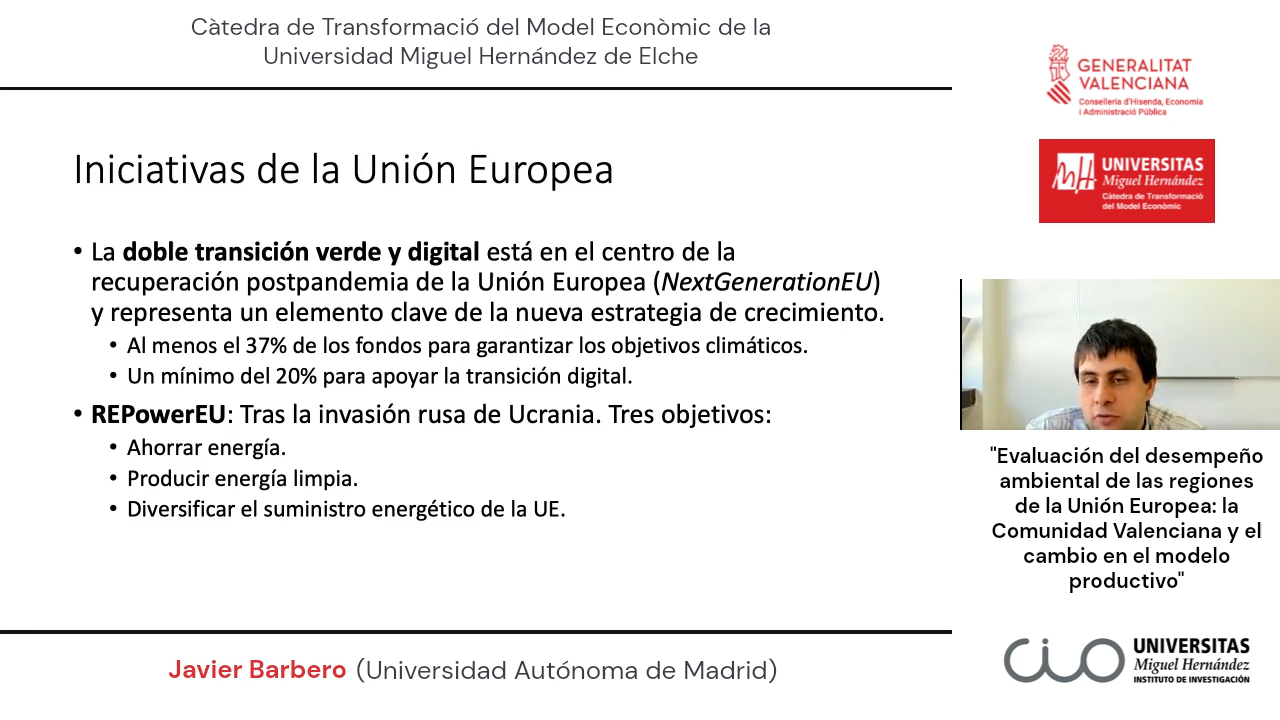 Càtedra de Transformació del Model Econòmic de la
Universidad Miguel Hernández de Elche
GENERALITAT
VALENCIANA
Conselleria d'Hisenda, Economia
i Administració Pública
UNIVERSITAS
Miguel Hernández
Càtedra de Transformació
del Model Econòmic
Iniciativas de la Unión Europea
• La doble transición verde y digital está en el centro de la
recuperación postpandemia de la Unión Europea (NextGenerationEU)
y representa un elemento clave de la nueva estrategia de crecimiento.
• Al menos el 37% de los fondos para garantizar los objetivos climáticos.
• Un mínimo del 20% para apoyar la transición digital.
• REPowerEU: Tras la invasión rusa de Ucrania. Tres objetivos:
• Ahorrar energía.
• Producir energía limpia.
• Diversificar el suministro energético de la UE.
"Evaluación del desempeño
ambiental de las regiones
de la Unión Europea: la
Comunidad Valenciana y el
cambio en el modelo
productivo"
Javier Barbero (Universidad Autónoma de Madrid)
CIO
UNIVERSITAS
Miguel Hernández
INSTITUTO DE INVESTIGACIÓN